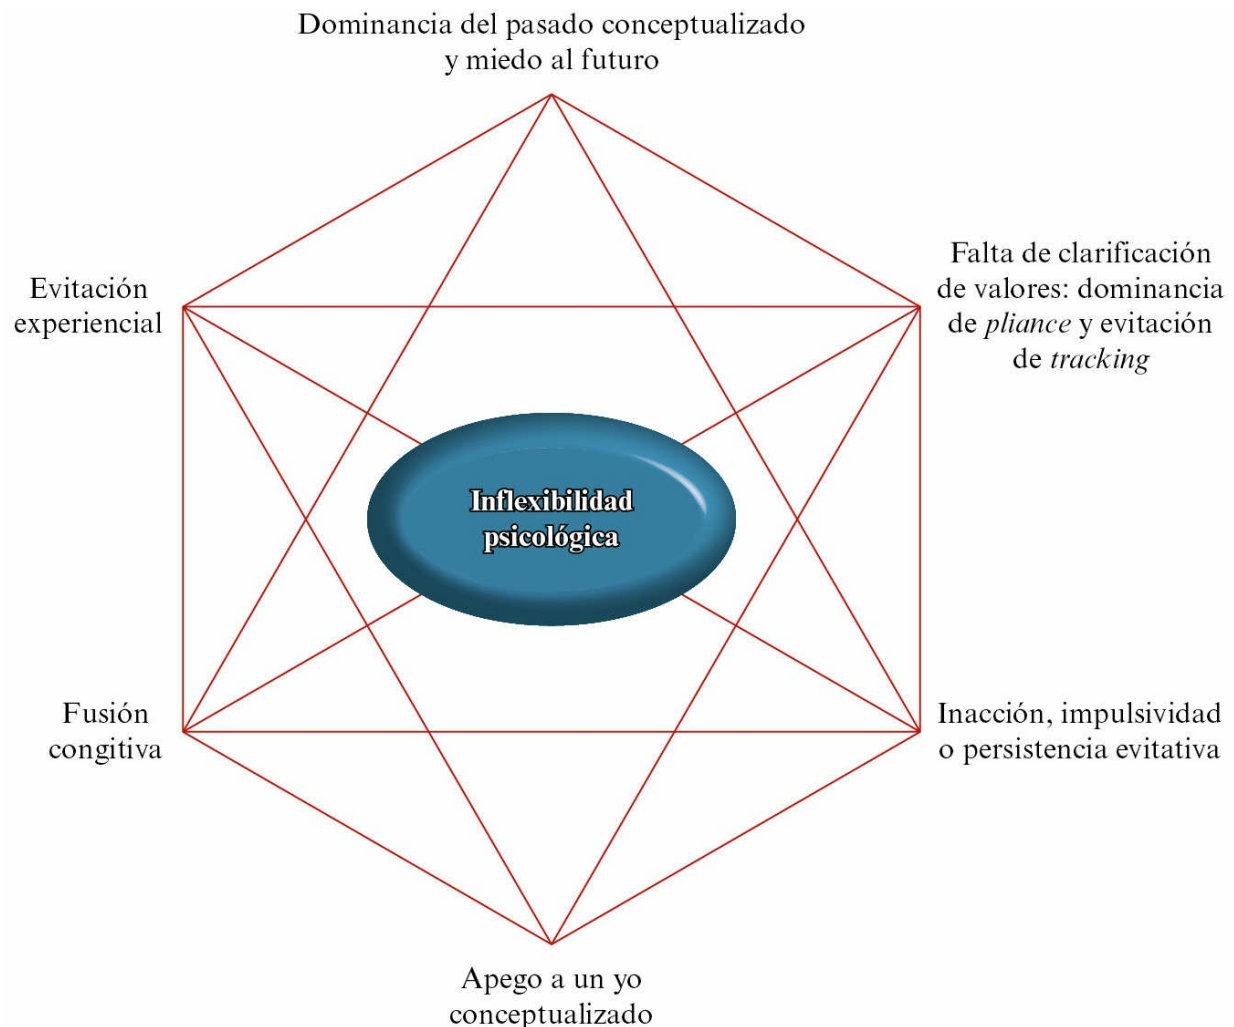 Dominancia del pasado conceptualizado
y miedo al futuro
Evitación
experiencial
Falta de clarificación
de valores: dominancia
de pliance y evitación
de tracking
Inflexibilidad
psicológica
Fusión
congitiva
Inacción, impulsividad
o persistencia evitativa
Apego a un yo
conceptualizado